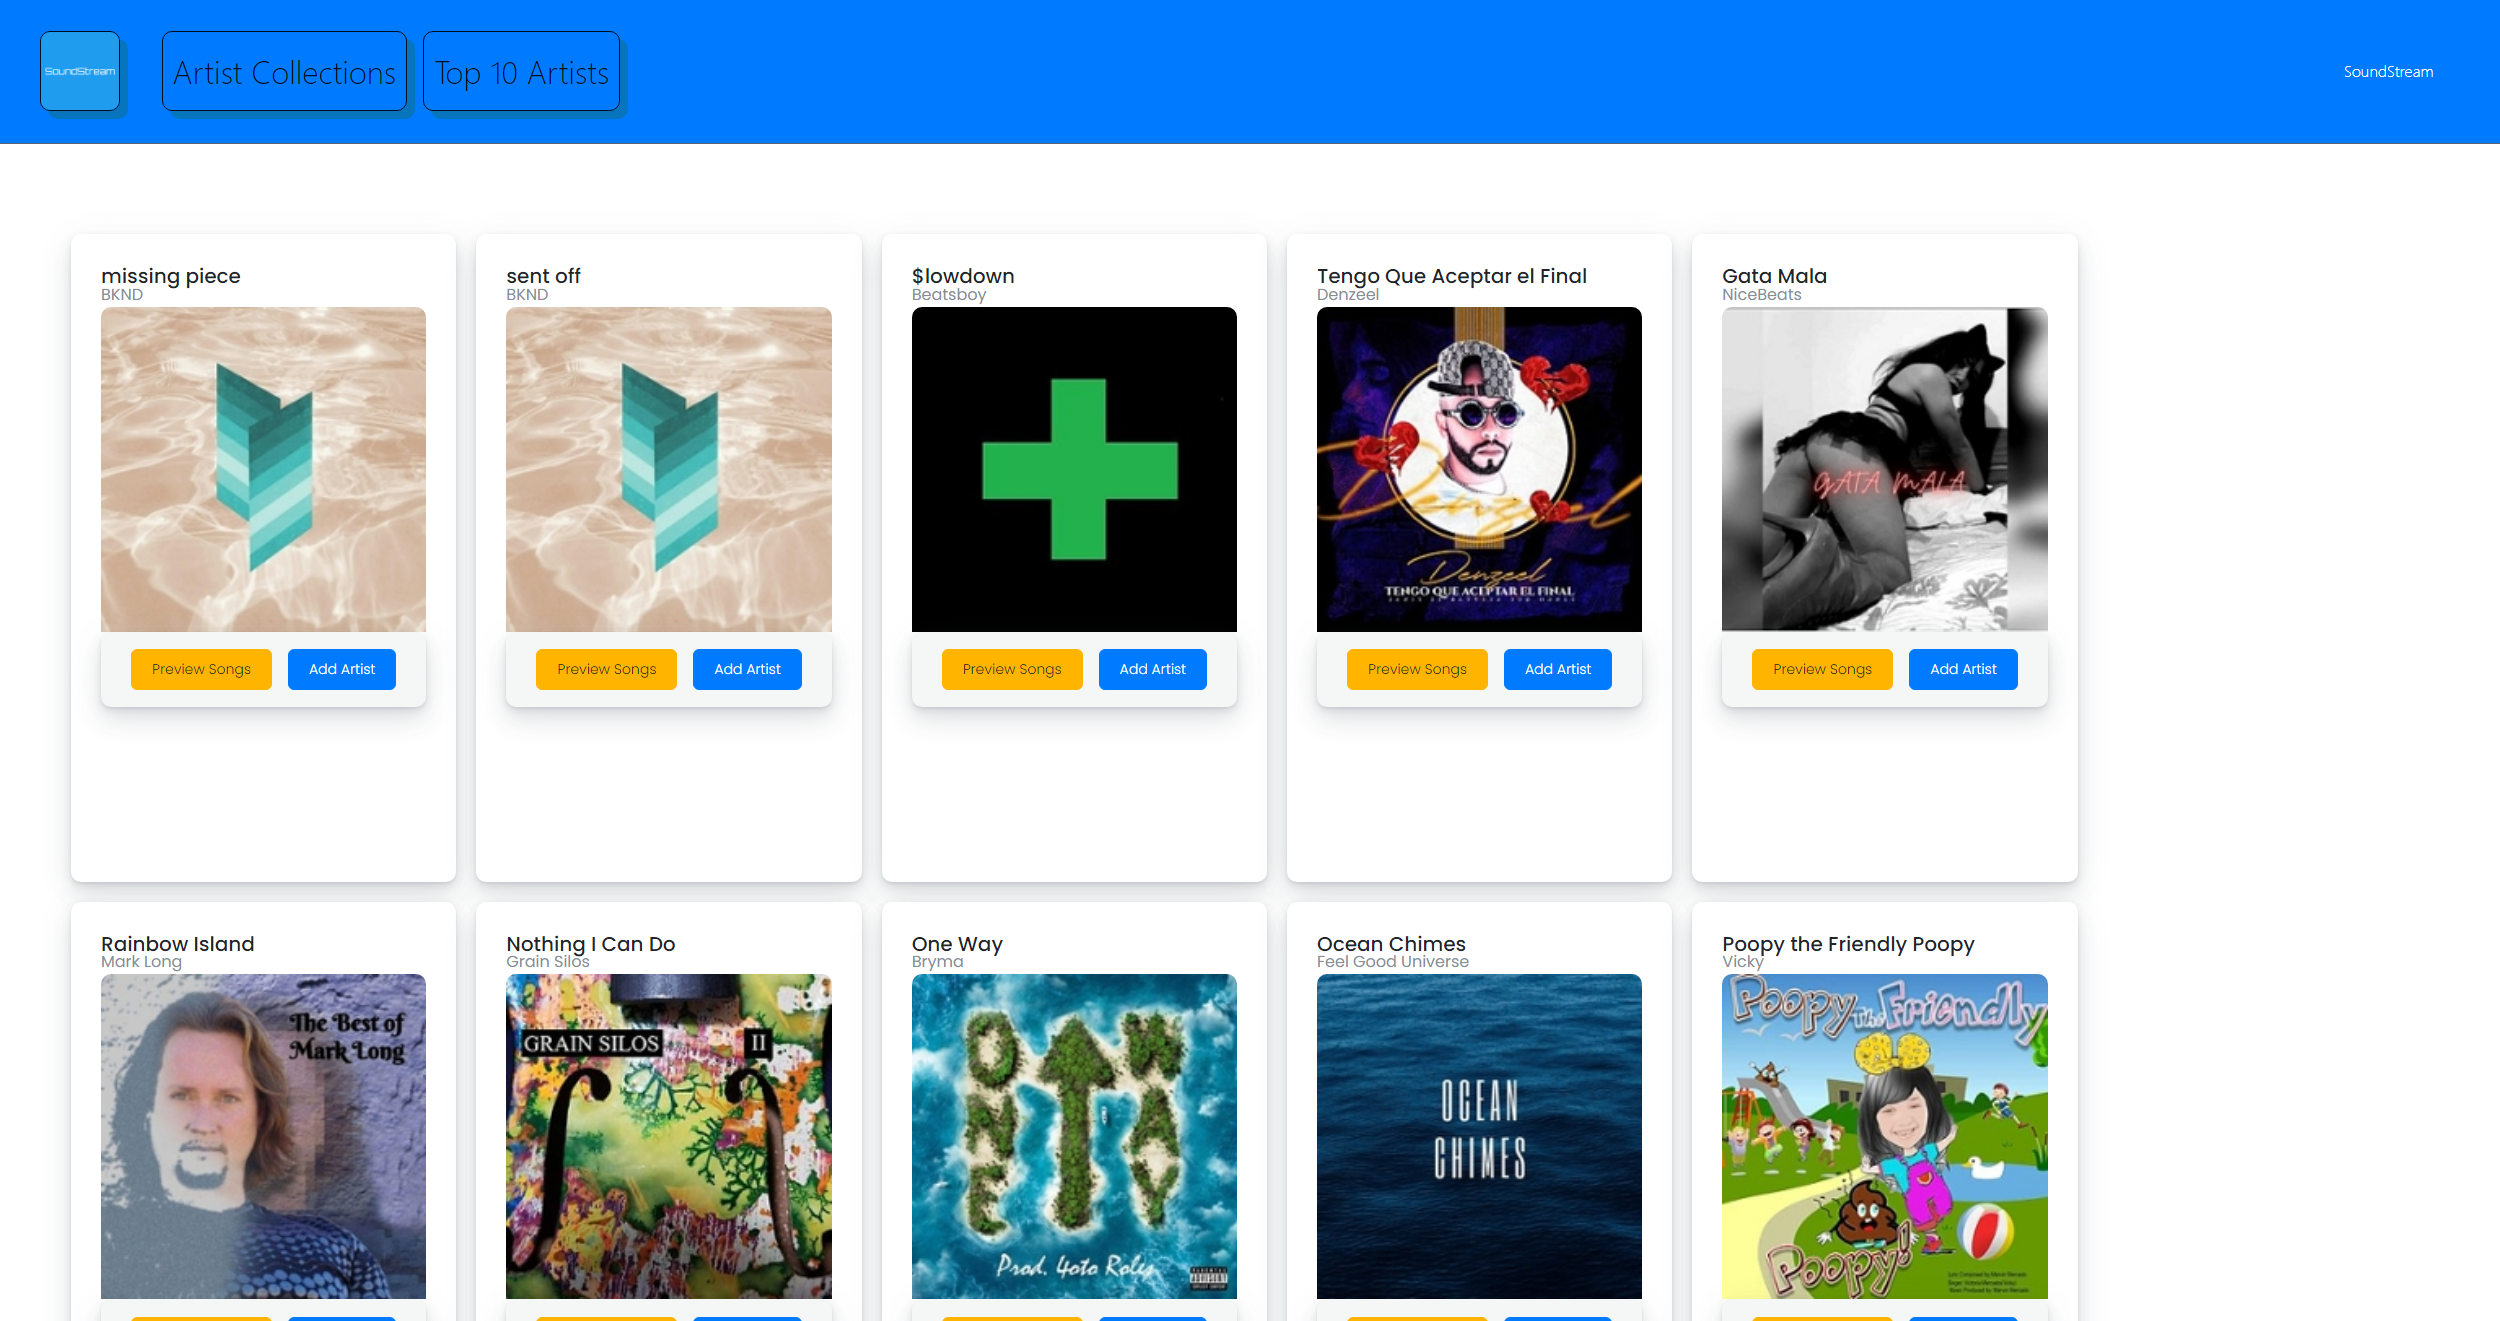 SoundStream
Artist Collections
Top 10 Artists
SoundStream
missing piece
BKND
Preview Songs
Add Artist
sent off
BKND
Preview Songs
Add Artist
$lowdown
Beatsboy
Preview Songs
Add Artist
Tengo Que Aceptar el Final
Denzeel
Denzeel
Denzeel
TENGO QUE ACEPTAR EL FINAL
Preview Songs
Add Artist
Gata Mala
NiceBeats
GATA MALA
Preview Songs
Add Artist
Rainbow Island
Mark Long
The Best of
Mark Long
Nothing I Can Do
Grain Silos
GRAIN SILOS II
One Way
Bryma
ONE WAY
Prod. 4oto Roles
PARENTAL
ADVISORY
Ocean Chimes
Feel Good Universe
OCEAN
CHIMES
Poopy the Friendly Poopy
Vicky
Poopy The Friendly
Poopy!